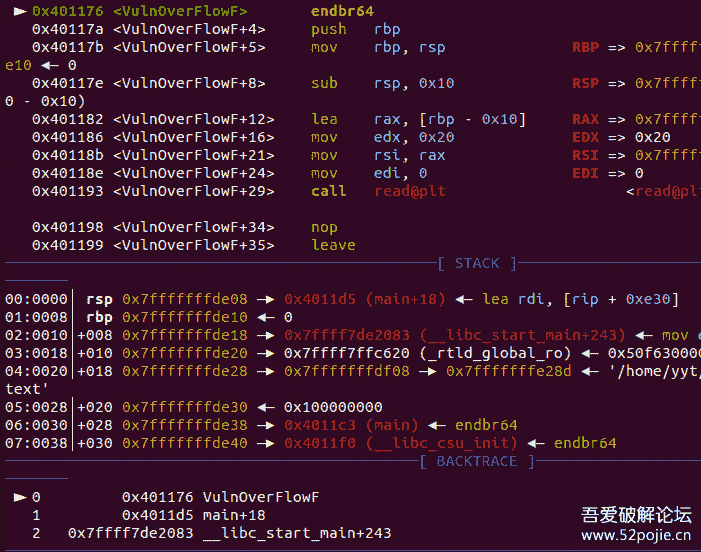 ► 0x401176 <VulnOverFlowF>       endbr64
0x40117a <VulnOverFlowF+4>     push   rbp
0x40117b <VulnOverFlowF+5>     mov    rbp, rsp                RBP => 0x7ffff
e10 ◂— 0
0x40117e <VulnOverFlowF+8>     sub    rsp, 0x10               RSP => 0x7ffff
0 - 0x10)
0x401182 <VulnOverFlowF+12>    lea    rax, [rbp - 0x10]       RAX => 0x7ffff
0x401186 <VulnOverFlowF+16>    mov    edx, 0x20               EDX => 0x20
0x40118b <VulnOverFlowF+21>    mov    rsi, rax                RSI => 0x7ffff
0x40118e <VulnOverFlowF+24>    mov    edi, 0                  EDI => 0
0x401193 <VulnOverFlowF+29>    call   read@plt                <read@pl
0x401198 <VulnOverFlowF+34>    nop
0x401199 <VulnOverFlowF+35>    leave
[ STACK ]
00:0000│ rsp 0x7fffffffde08 —▸ 0x4011d5 (main+18) ◂— lea rdi, [rip + 0xe30]
01:0008│ rbp 0x7fffffffde10 ◂— 0
02:0010│+008 0x7fffffffde18 —▸ 0x7ffff7de2083 (__libc_start_main+243) ◂— mov e
03:0018│+010 0x7fffffffde20 —▸ 0x7ffff7ffc620 (_rtld_global_ro) ◂— 0x50f630000
04:0020│+018 0x7fffffffde28 —▸ 0x7fffffffdf08 —▸ 0x7fffffffe28d ◂— '/home/yyt/
text'
05:0028│+020 0x7fffffffde30 ◂— 0x100000000
06:0030│+028 0x7fffffffde38 —▸ 0x4011c3 (main) ◂— endbr64
07:0038│+030 0x7fffffffde40 —▸ 0x4011f0 (__libc_csu_init) ◂— endbr64
[ BACKTRACE ]
► 0         0x401176 VulnOverFlowF
1         0x4011d5 main+18
2   0x7ffff7de2083 __libc_start_main+243
吾爱破解论坛
www.52pojie.cn